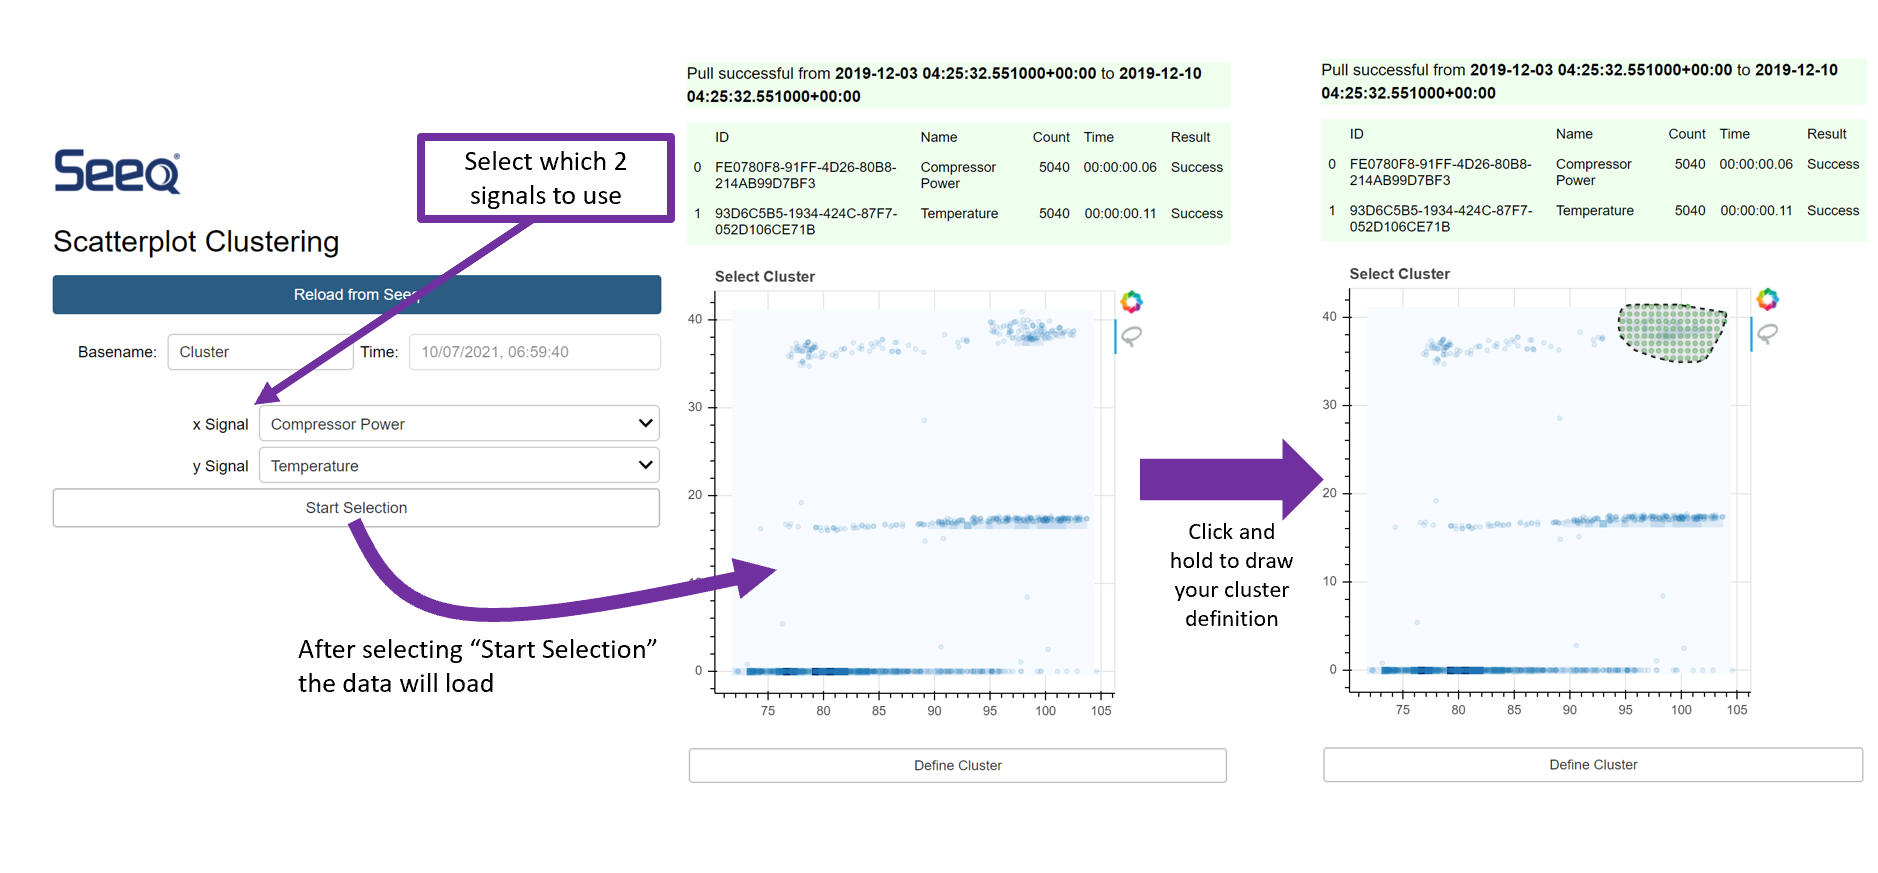 Seeq®
Scatterplot Clustering
Reload from Seeq
Basename: Cluster Time: 10/07/2021, 06:59:40
x Signal Compressor Power
y Signal Temperature
Start Selection
Select which 2
signals to use
After selecting “Start Selection”
the data will load
Pull successful from 2019-12-03 04:25:32.551000+00:00 to 2019-12-10
04:25:32.551000+00:00
ID Name Count Time Result
0 FE0780F8-91FF-4D26-80B8- Compressor 5040 00:00:00.06 Success
214AB99D7BF3 Power
1 93D6C5B5-1934-424C-87F7- Temperature 5040 00:00:00.11 Success
052D106CE71B
Select Cluster
40
30
20
10
0
75 80 85 90 95 100 105
Define Cluster
Click and
hold to draw
your cluster
definition
Pull successful from 2019-12-03 04:25:32.551000+00:00 to 2019-12-10
04:25:32.551000+00:00
ID Name Count Time Result
0 FE0780F8-91FF-4D26-80B8- Compressor 5040 00:00:00.06 Success
214AB99D7BF3 Power
1 93D6C5B5-1934-424C-87F7- Temperature 5040 00:00:00.11 Success
052D106CE71B
Select Cluster
40
30
20
10
0
75 80 85 90 95 100 105
Define Cluster